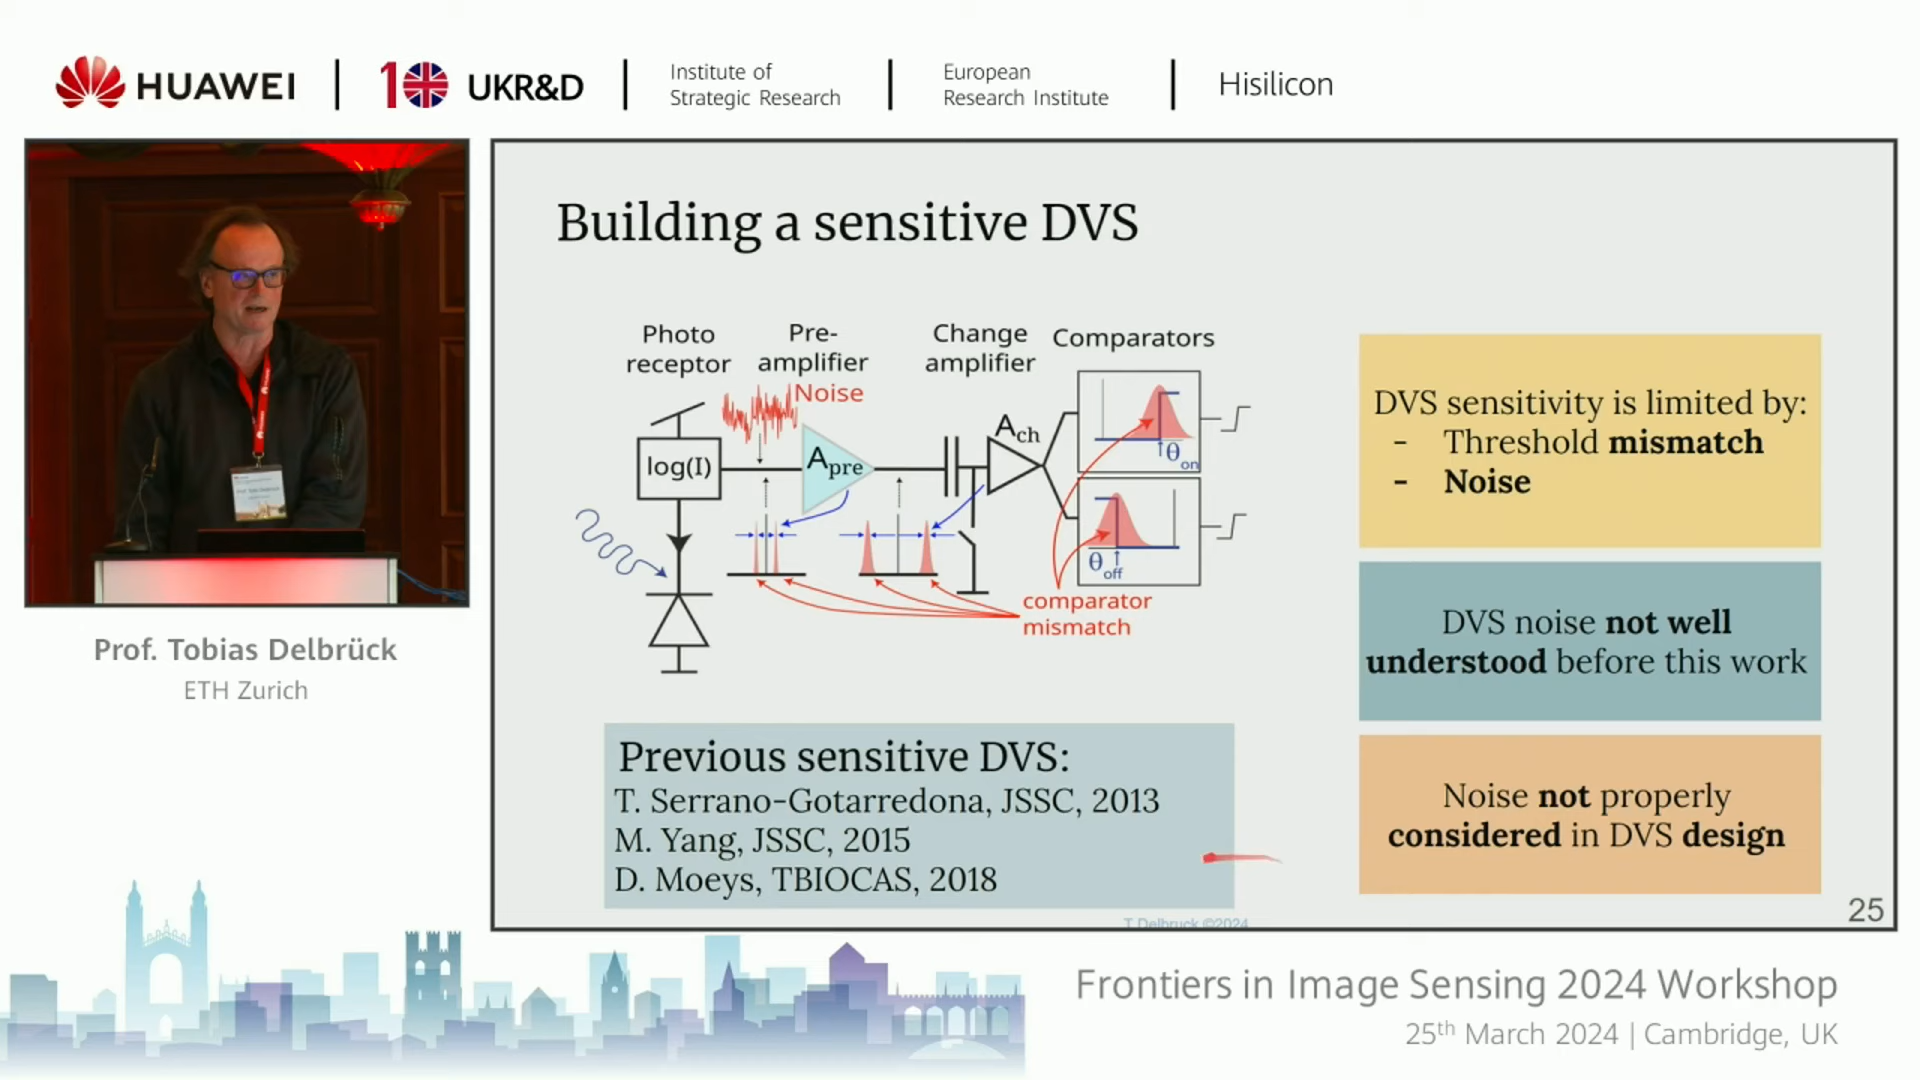 HUAWEI
10 UKR&D
Institute of
Strategic Research
European
Research Institute
Hisilicon
Building a sensitive DVS
Photo
receptor
Pre-
amplifier
Noise
Change
amplifier
Comparators
log(I)
Apre
Ach
θon
θoff
comparator
mismatch
DVS sensitivity is limited by:
- Threshold mismatch
- Noise
DVS noise not well
understood before this work
Noise not properly
considered in DVS design
Previous sensitive DVS:
T. Serrano-Gotarredona, JSSC, 2013
M. Yang, JSSC, 2015
D. Moeys, TBIOCAS, 2018
T Delbruck ©2024
25
Prof. Tobias Delbrück
ETH Zurich
Frontiers in Image Sensing 2024 Workshop
25th March 2024 | Cambridge, UK